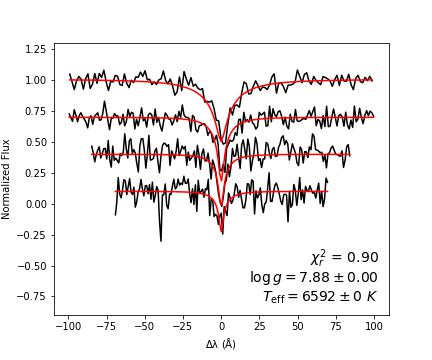 1.25
1.00
0.75
0.50
0.25
0.00
−0.25
−0.50
−0.75
Normalized Flux
χ²ᵣ = 0.90
log g = 7.88 ± 0.00
T_eff = 6592 ± 0 K
−100 −75 −50 −25 0 25 50 75 100
Δλ (Å)